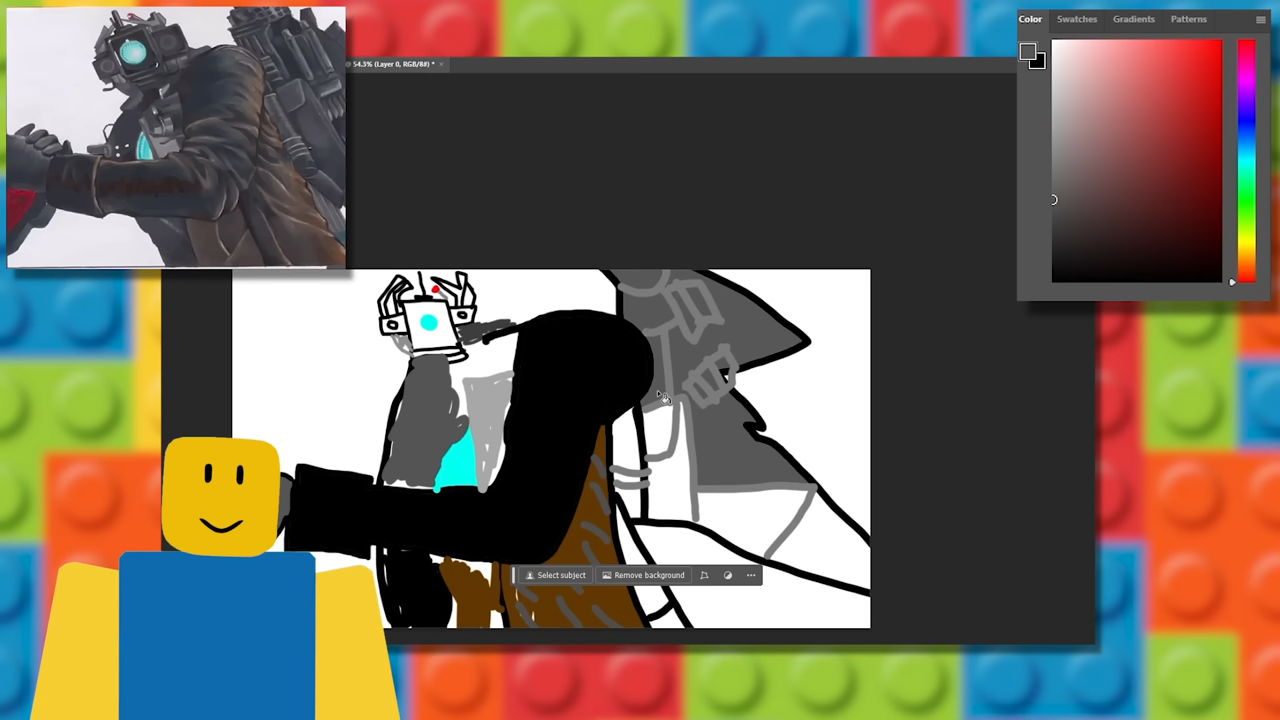 Color Swatches Gradients Patterns
54.3% (Layer 0, RGB/8#) * ×
Select subject Remove background